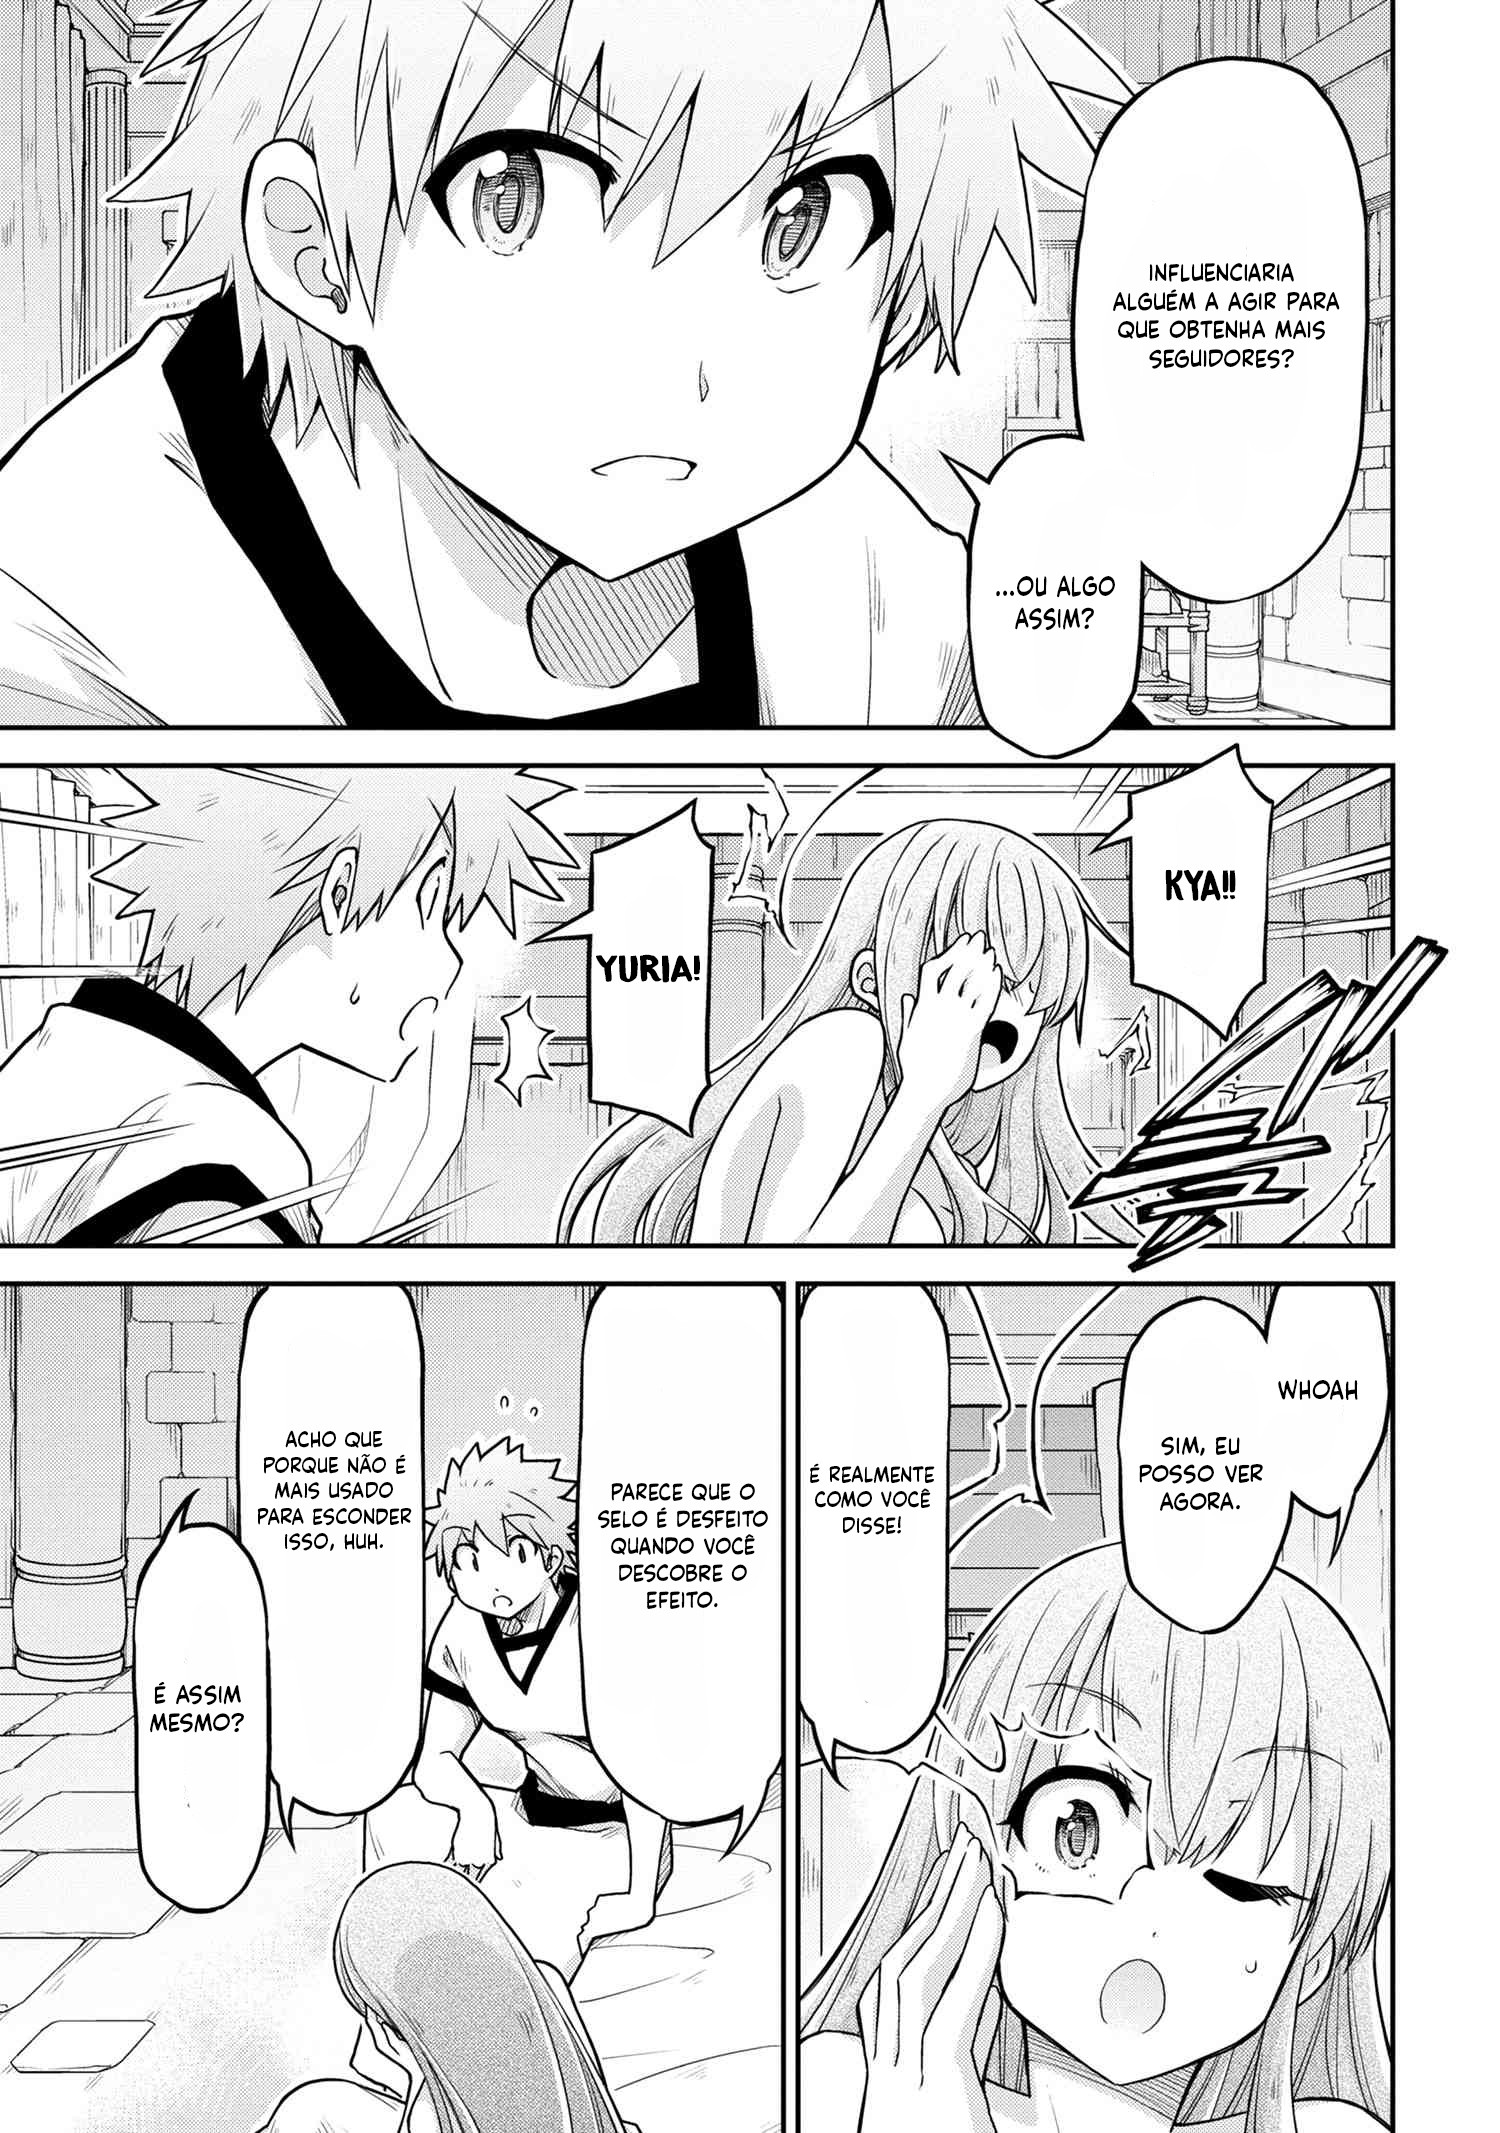 INFLUENCIARIA
ALGUÉM A AGIR PARA
QUE OBTENHA MAIS
SEGUIDORES?
...OU ALGO
ASSIM?
KYA!!
YURIA!
WHOAH
SIM, EU
POSSO VER
AGORA.
É REALMENTE
COMO VOCÊ
DISSE!
PARECE QUE O
SELO É DESFEITO
QUANDO VOCÊ
DESCOBRE O
EFEITO.
ACHO QUE
PORQUE NÃO É
MAIS USADO
PARA ESCONDER
ISSO, HUH.
É ASSIM
MESMO?